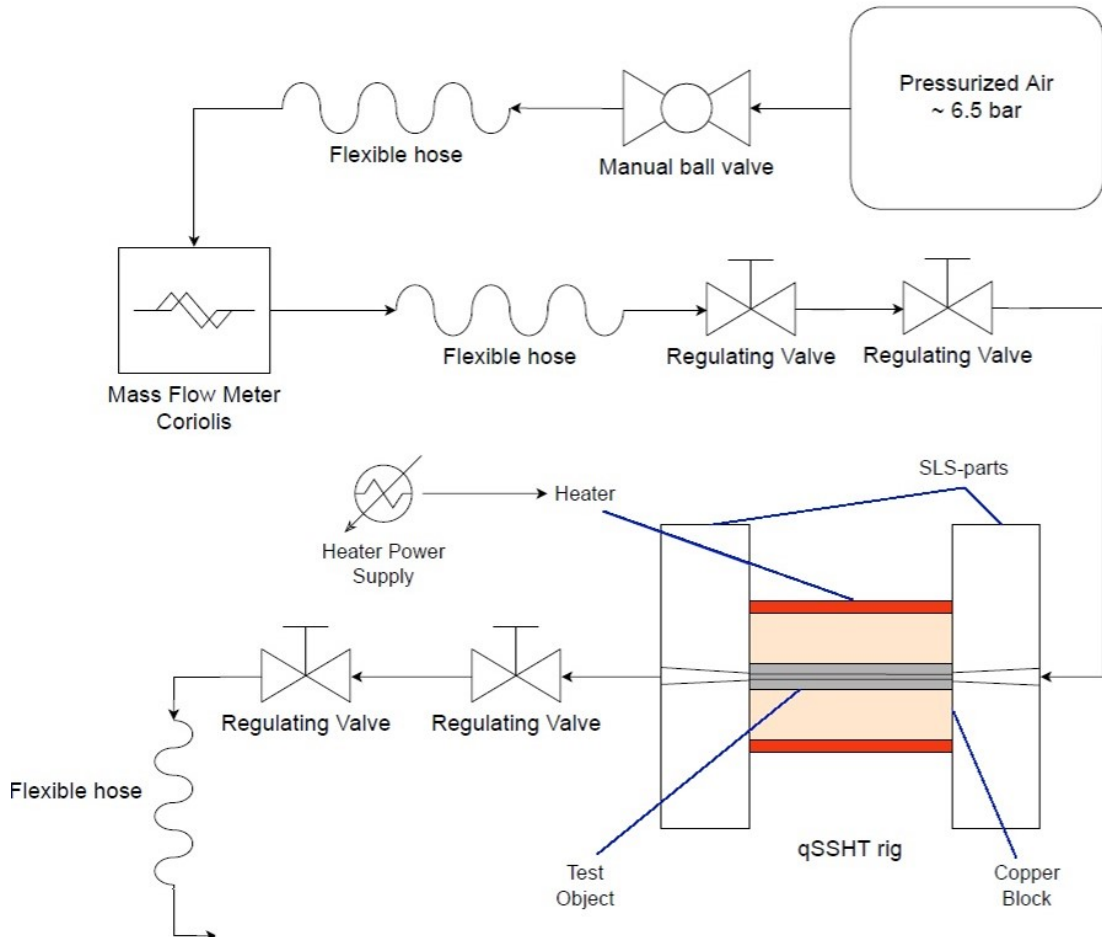 Pressurized Air
~ 6.5 bar
Flexible hose
Manual ball valve
Mass Flow Meter
Coriolis
Flexible hose
Regulating Valve
Regulating Valve
SLS-parts
Heater
Heater Power
Supply
Regulating Valve
Regulating Valve
Flexible hose
qSSHT rig
Test
Object
Copper
Block